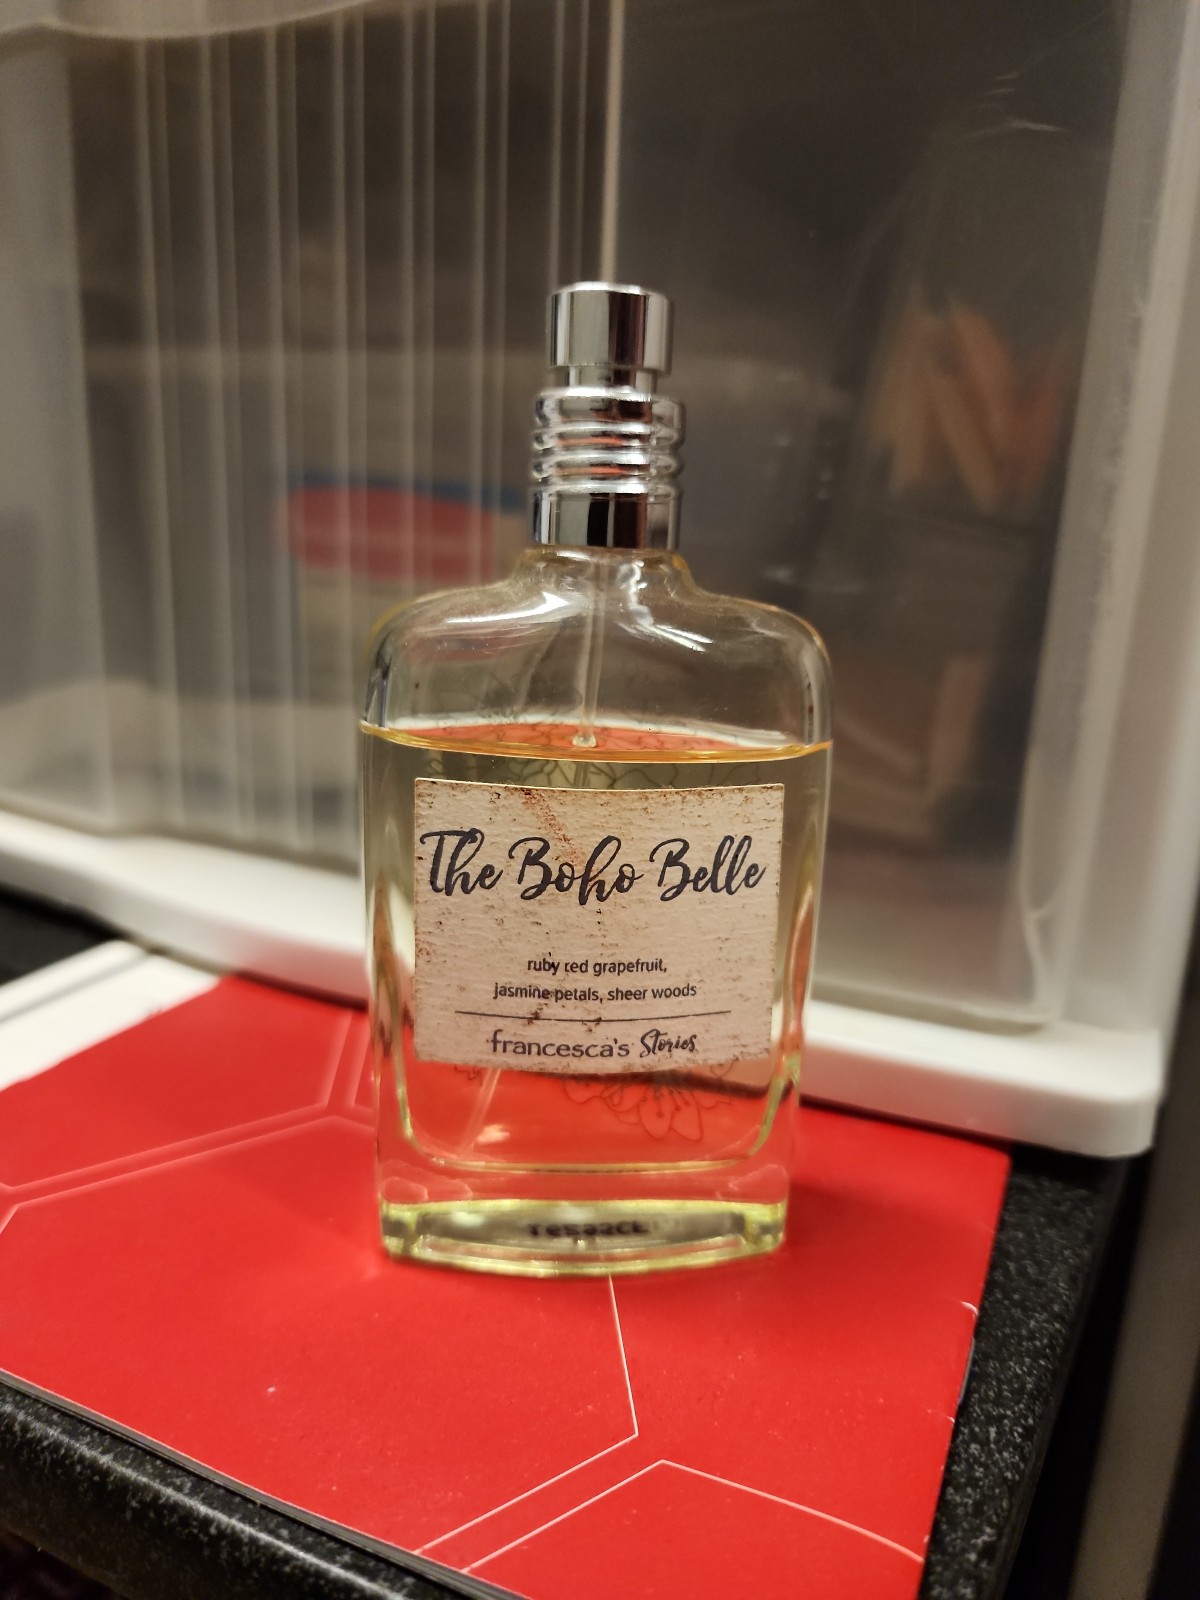 The Boho Belle
ruby red grapefruit,
jasmine petals, sheer woods
francesca's Stories